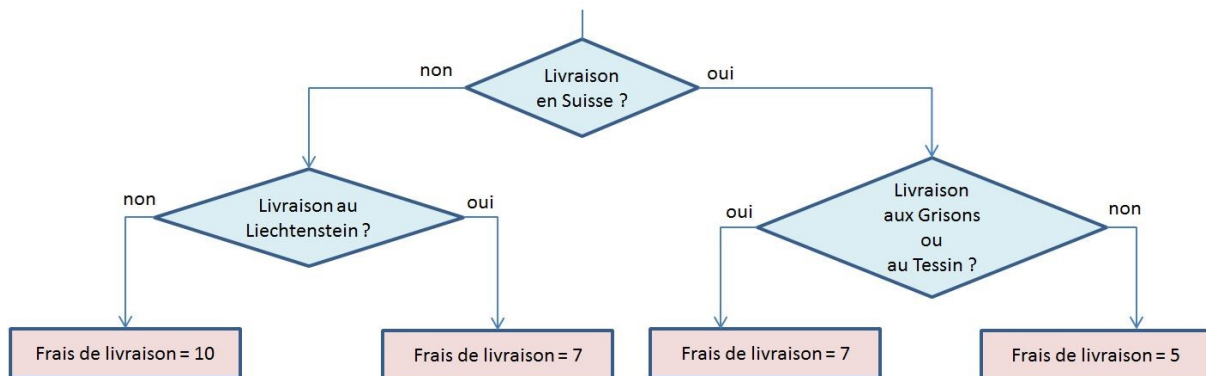 non
Livraison
en Suisse ?
oui
non
Livraison au
Liechtenstein ?
oui
oui
Livraison
aux Grisons
ou
au Tessin ?
non
Frais de livraison = 10
Frais de livraison = 7
Frais de livraison = 7
Frais de livraison = 5